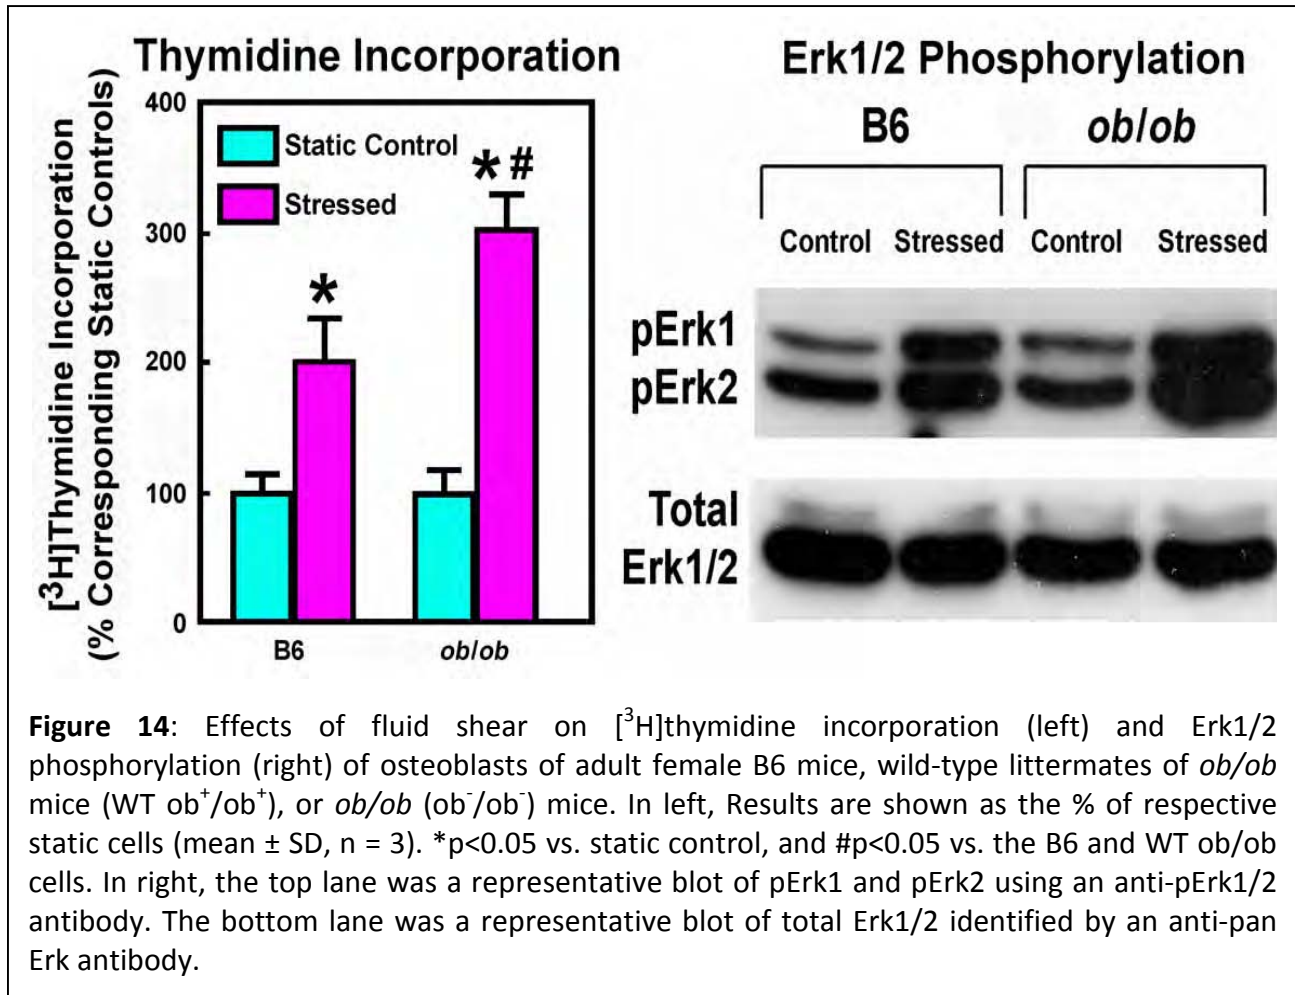 Thymidine Incorporation
[³H]Thymidine Incorporation
(% Corresponding Static Controls)
400
300
200
100
0
Static Control
Stressed
*
* #
B6
ob/ob
Erk1/2 Phosphorylation
B6 ob/ob
Control Stressed Control Stressed
pErk1
pErk2
Total
Erk1/2
Figure 14: Effects of fluid shear on [³H]thymidine incorporation (left) and Erk1/2
phosphorylation (right) of osteoblasts of adult female B6 mice, wild-type littermates of ob/ob
mice (WT ob⁺/ob⁺), or ob/ob (ob⁻/ob⁻) mice. In left, Results are shown as the % of respective
static cells (mean ± SD, n = 3). *p<0.05 vs. static control, and #p<0.05 vs. the B6 and WT ob/ob
cells. In right, the top lane was a representative blot of pErk1 and pErk2 using an anti-pErk1/2
antibody. The bottom lane was a representative blot of total Erk1/2 identified by an anti-pan
Erk antibody.